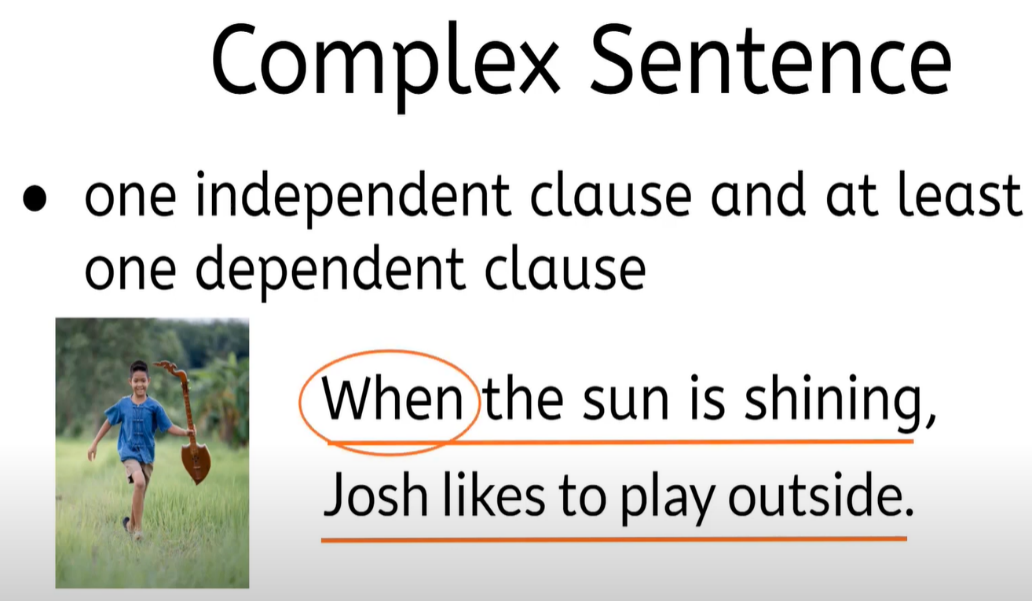 Complex Sentence
• one independent clause and at least
one dependent clause
When the sun is shining,
Josh likes to play outside.